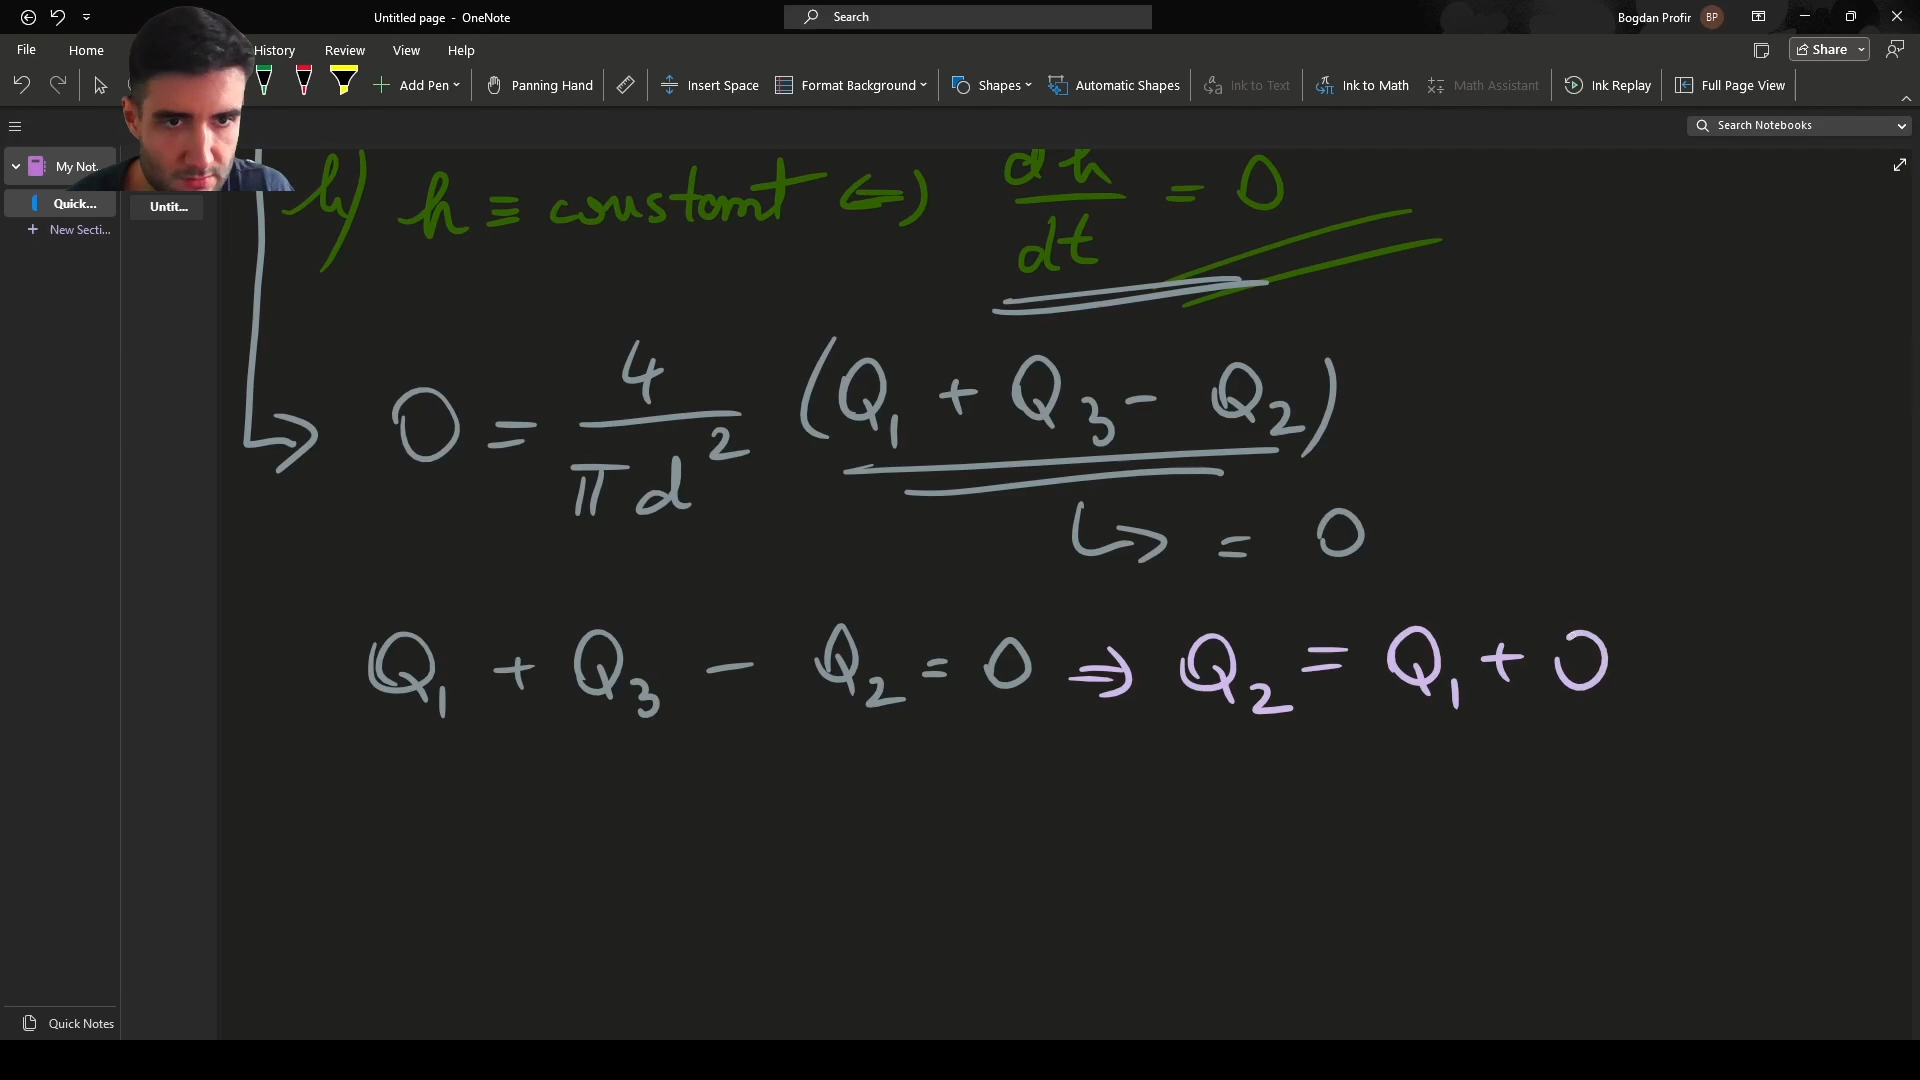 Untitled page - OneNote
Search
Bogdan Profir BP
File Home History Review View Help
Share
Add Pen Panning Hand Insert Space Format Background Shapes Automatic Shapes Ink to Text Ink to Math Math Assistant Ink Replay Full Page View
Search Notebooks
My Not...
Quick...
Untit...
+ New Secti...
b) h ≡ constant ⇔ dh/dt = 0
0 = 4/(πd²) (Q₁ + Q₃ - Q₂)
↳ = 0
Q₁ + Q₃ - Q₂ = 0 ⇒ Q₂ = Q₁ + O
Quick Notes